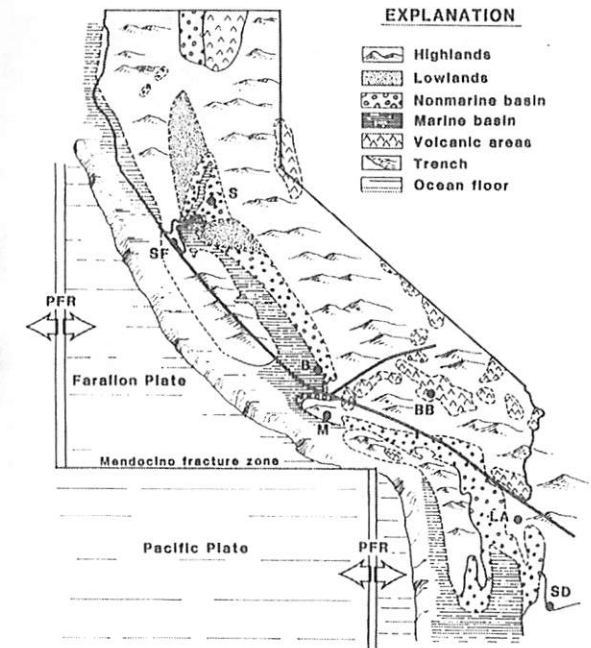 EXPLANATION
Highlands
Lowlands
Nonmarine basin
Marine basin
Volcanic areas
Trench
Ocean floor
S
SF
PFR
Farallon Plate
B
BB
M
Mendocino fracture zone
LA
Pacific Plate
PFR
SD